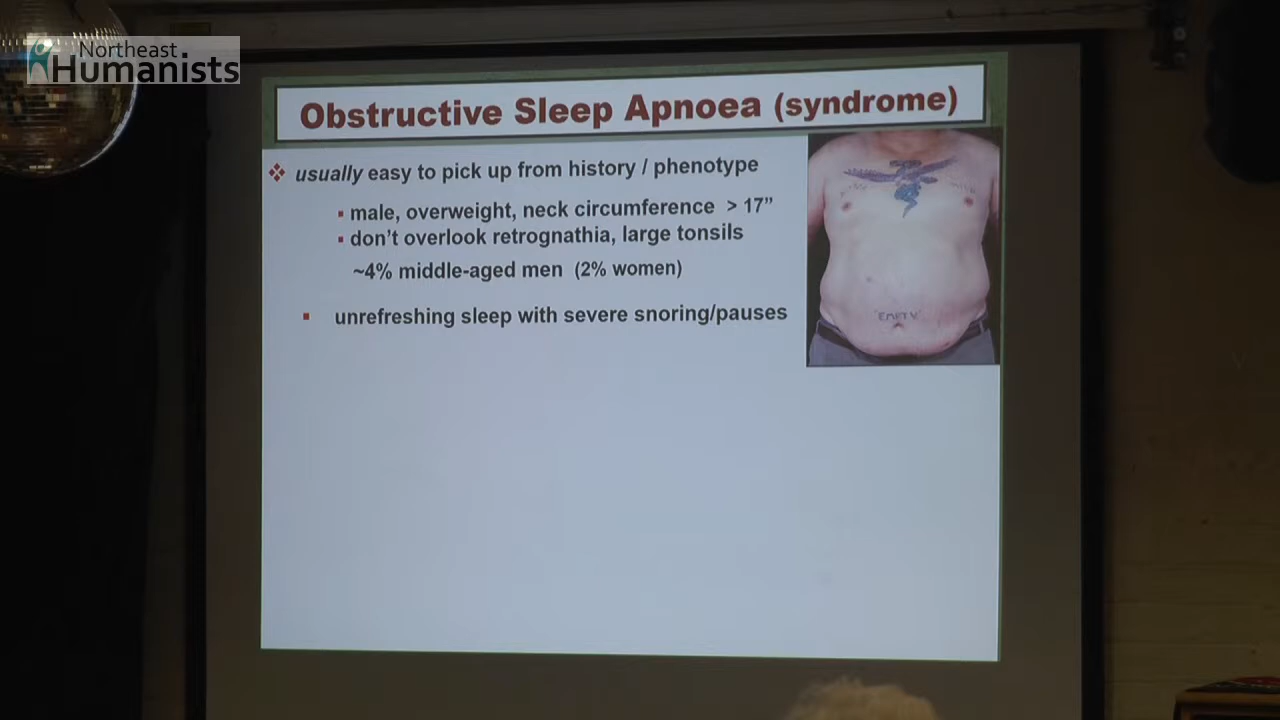 Northeast
Humanists
Obstructive Sleep Apnoea (syndrome)
usually easy to pick up from history / phenotype
male, overweight, neck circumference > 17”
don’t overlook retrognathia, large tonsils
~4% middle-aged men (2% women)
unrefreshing sleep with severe snoring/pauses
"EMPTY"